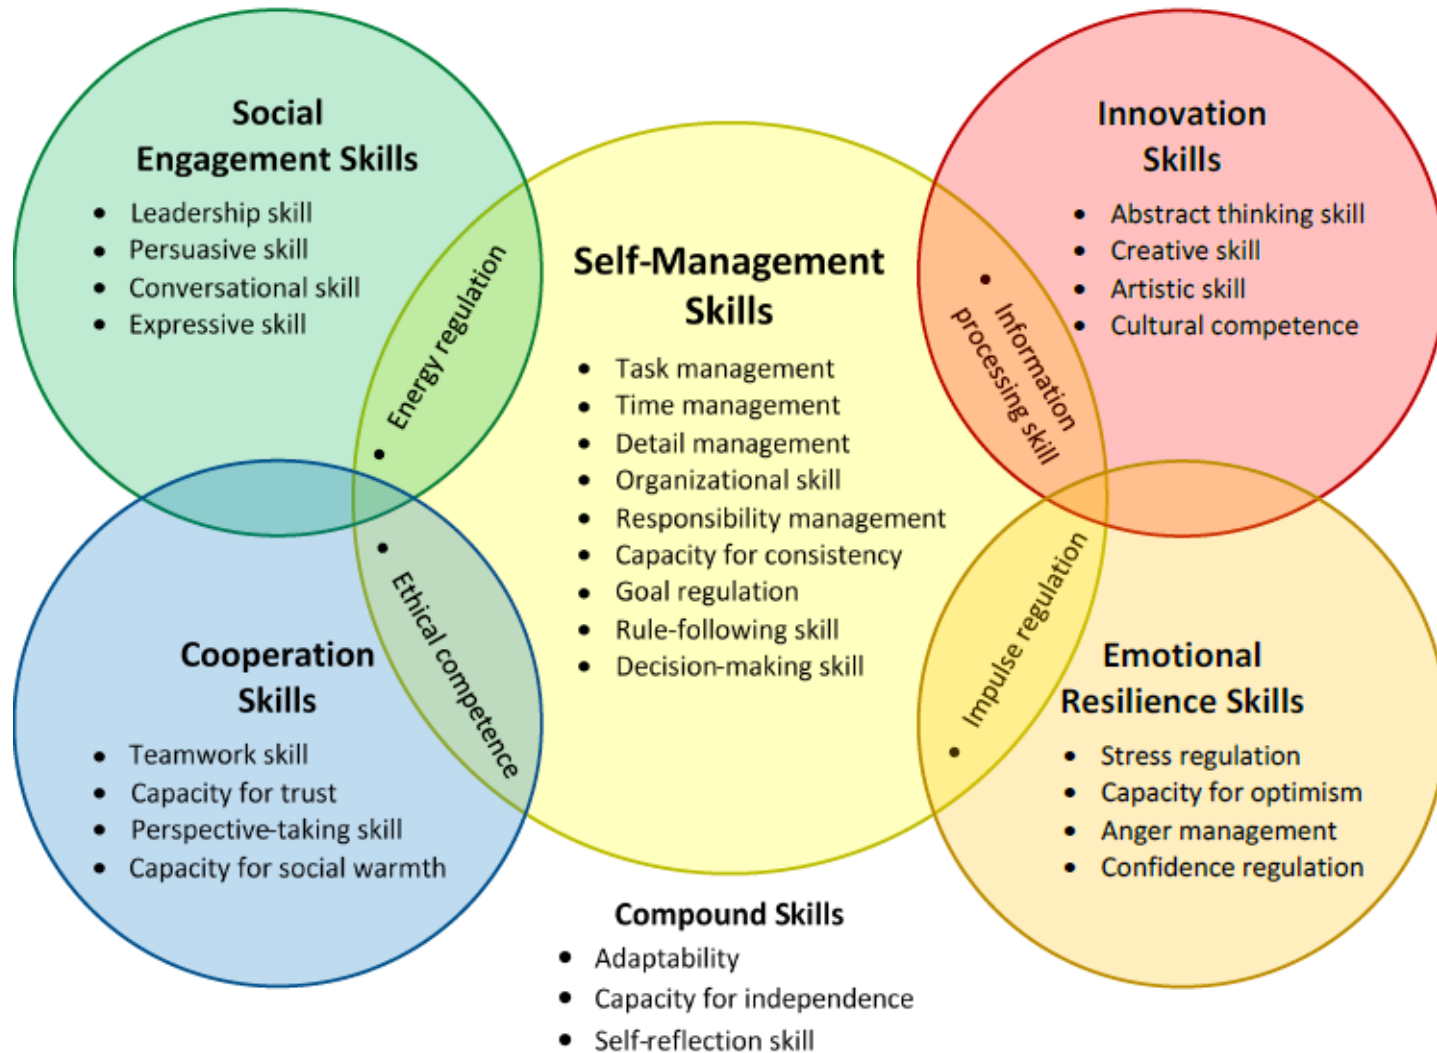 Social
Engagement Skills
• Leadership skill
• Persuasive skill
• Conversational skill
• Expressive skill
• Energy regulation
Self-Management
Skills
• Task management
• Time management
• Detail management
• Organizational skill
• Responsibility management
• Capacity for consistency
• Goal regulation
• Rule-following skill
• Decision-making skill
Innovation
Skills
• Abstract thinking skill
• Creative skill
• Artistic skill
• Cultural competence
• Information
processing skill
Cooperation
Skills
• Teamwork skill
• Capacity for trust
• Perspective-taking skill
• Capacity for social warmth
• Ethical competence
Emotional
Resilience Skills
• Stress regulation
• Capacity for optimism
• Anger management
• Confidence regulation
• Impulse regulation
Compound Skills
• Adaptability
• Capacity for independence
• Self-reflection skill